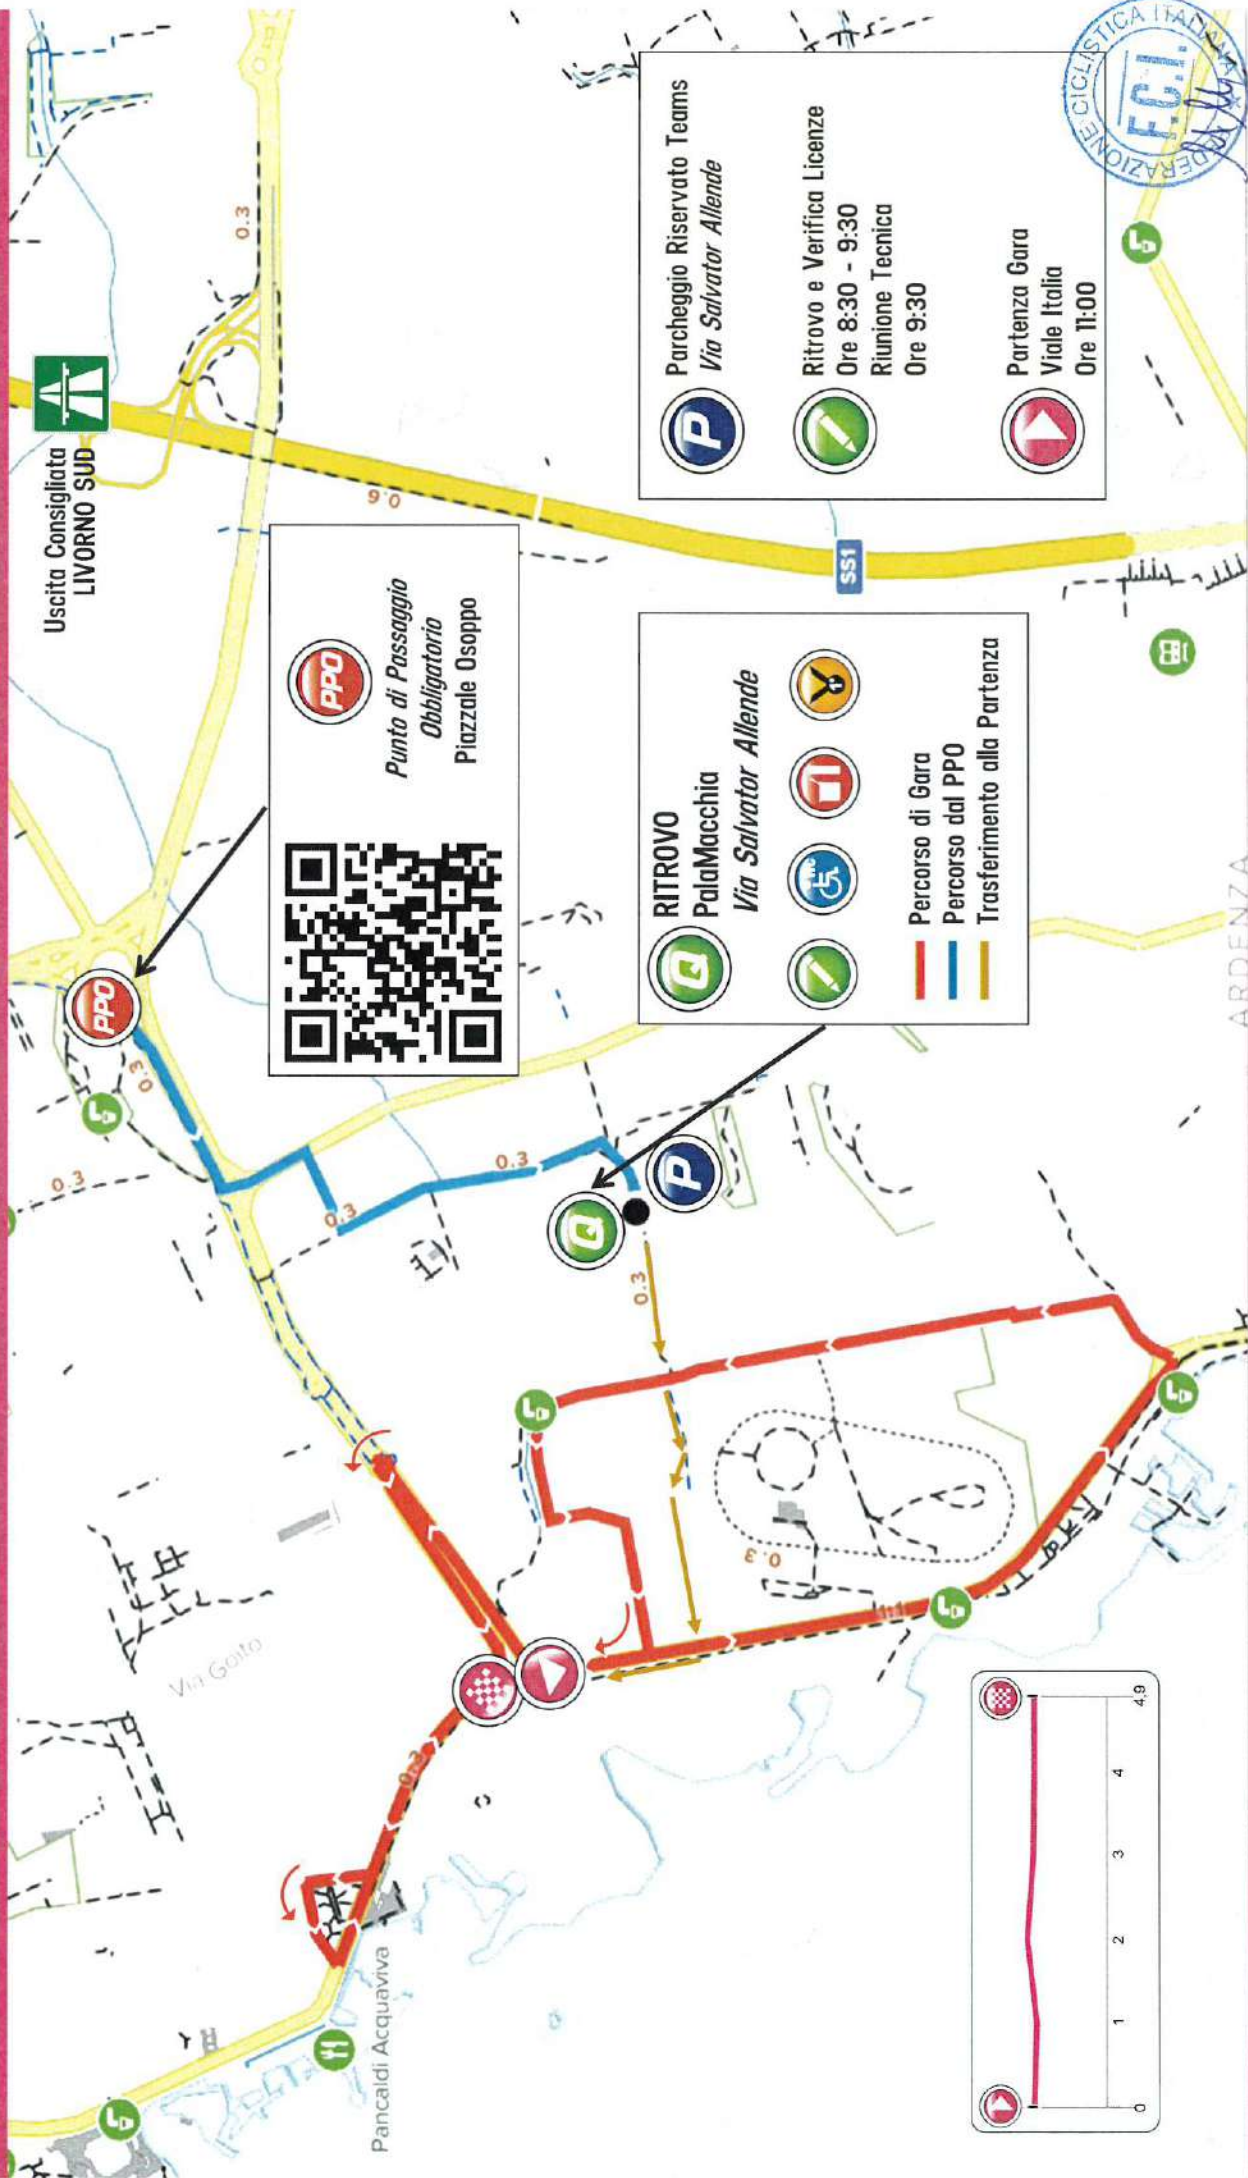 Uscita Consigliata
LIVORNO SUD
0.3
0.6
SS1
PPO
0.3
0.3
PPO
Punto di Passaggio
Obbligatorio
Piazzale Osoppo
P
Parcheggio Riservato Teams
Via Salvator Allende
Ritrovo e Verifica Licenze
Ore 8:30 - 9:30
Riunione Tecnica
Ore 9:30
Partenza Gara
Viale Italia
Ore 11:00
FEDERAZIONE CICLISTICA ITALIANA
F.C.I.
Q
RITROVO
PalaMacchia
Via Salvator Allende
WC
1
Percorso di Gara
Percorso dal PPO
Trasferimento alla Partenza
ARDENZA
0.3
0.3
Q
P
0.3
0.3
0.3
Via Goito
Pancaldi Acquaviva
0
1
2
3
4
4.9